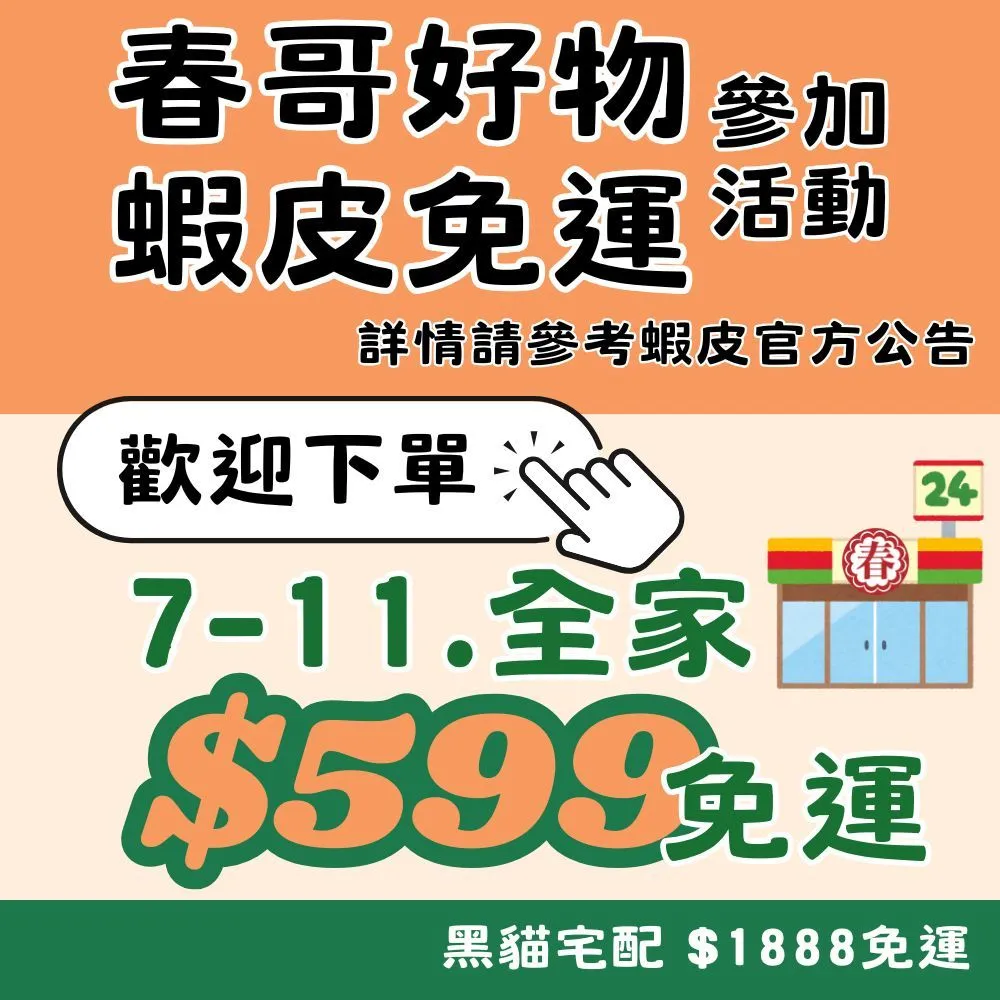 春哥好物
蝦皮免運
參加
活動
詳情請參考蝦皮官方公告
歡迎下單
24
春
7-11.全家
$599免運
黑貓宅配 $1888免運